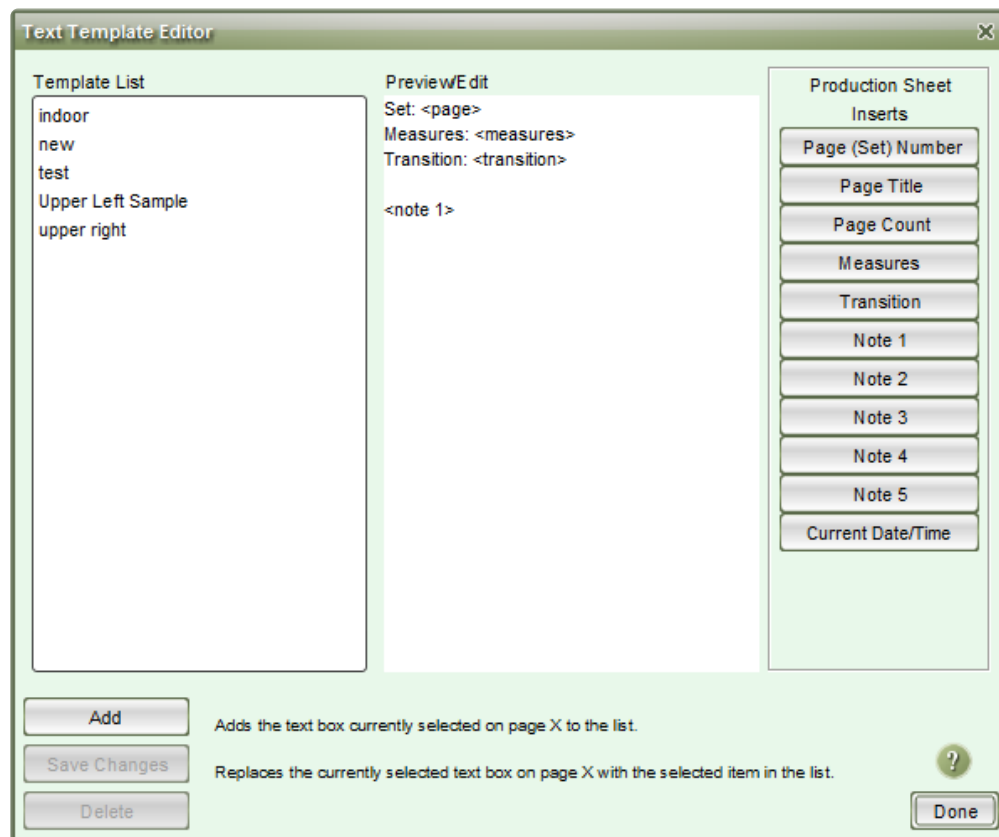 Text Template Editor
Template List
indoor
new
test
Upper Left Sample
upper right
Preview/Edit
Set: <page>
Measures: <measures>
Transition: <transition>
<note 1>
Production Sheet
Inserts
Page (Set) Number
Page Title
Page Count
Measures
Transition
Note 1
Note 2
Note 3
Note 4
Note 5
Current Date/Time
Add
Adds the text box currently selected on page X to the list.
Save Changes
Replaces the currently selected text box on page X with the selected item in the list.
Delete
?
Done